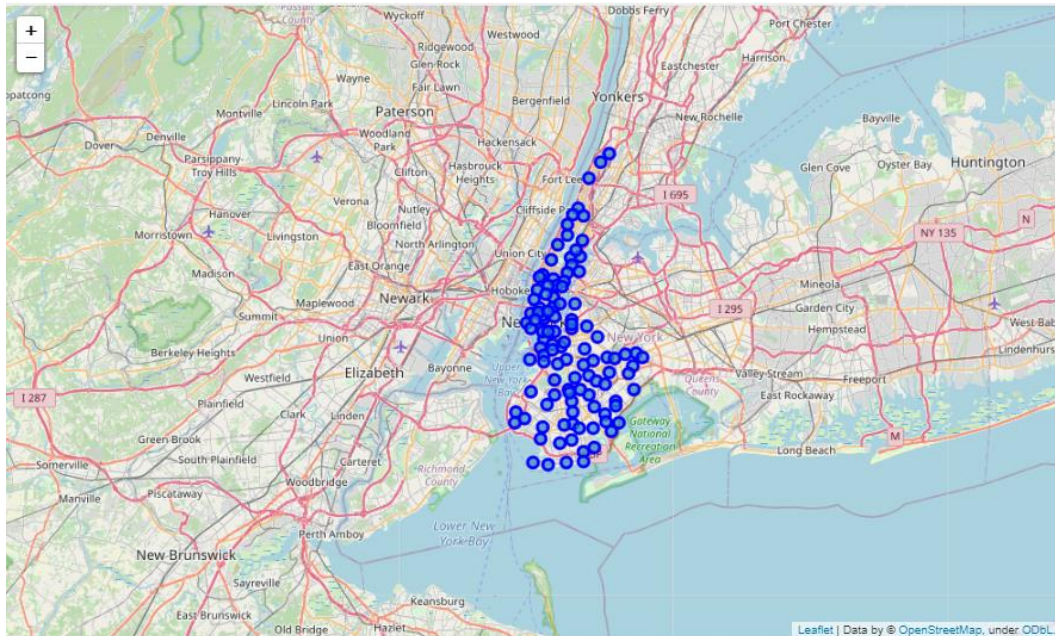 Wyckoff
Dobbs Ferry
Port Chester
+
Westwood
Ridgewood
Glen Rock
Eastchester
Harrison
−
Wayne
Fair Lawn
Bergenfield
Yonkers
Lincoln Park
Paterson
New Rochelle
Montville
Bayville
Denville
Woodland Park
Hackensack
Dover
Parsippany-Troy Hills
Clifton
Hasbrouck Heights
Glen Cove
Oyster Bay
Huntington
Fort Lee
Verona
I 695
Hanover
Nutley
Cliffside
Bloomfield
N
Morristown
Livingston
North Arlington
NY 135
Union City
East Orange
Madison
Mineola
Newark
Hoboke
Maplewood
Garden City
I 295
Summit
Union
New York
Hempstead
West Bab
Berkeley Heights
Lindenhurst
Elizabeth
Bayonne
Upper New York Bay
Valley Stream
Freeport
Westfield
Queens County
East Rockaway
I 287
Plainfield
Clark
Linden
Gateway National Recreation Area
M
Green Brook
Long Beach
South Plainfield
Carteret
Somerville
Richmond County
Manville
Piscataway
Woodbridge
Lower New York Bay
Perth Amboy
New Brunswick
Sayreville
Keansburg
East Brunswick
Old Bridge
Hazlet
Leaflet | Data by © OpenStreetMap, under ODbL.